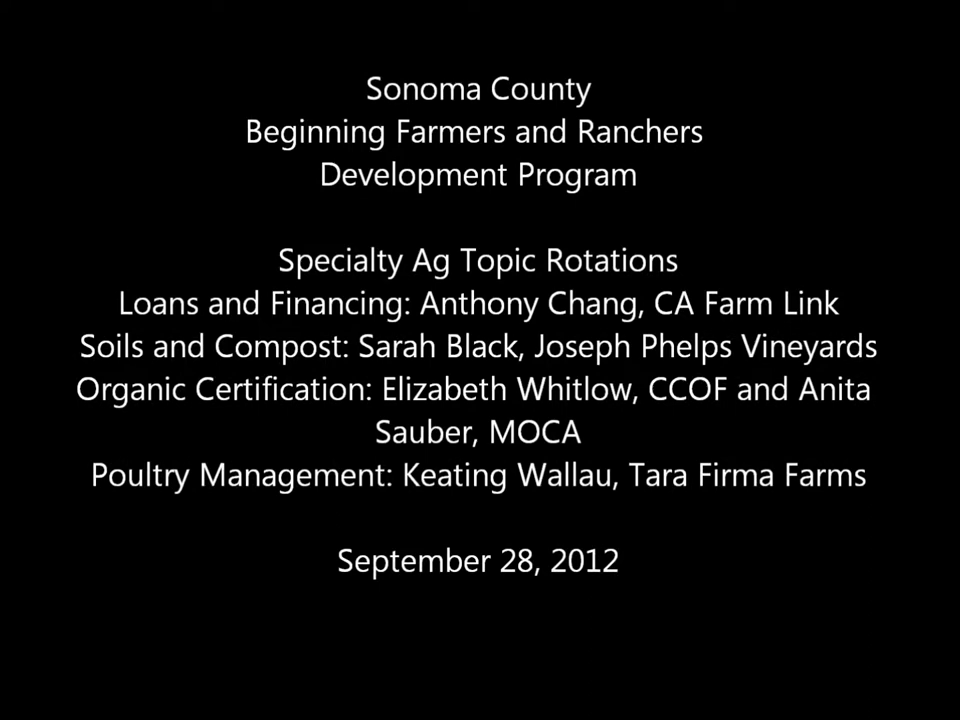 Sonoma County
Beginning Farmers and Ranchers
Development Program
Specialty Ag Topic Rotations
Loans and Financing: Anthony Chang, CA Farm Link
Soils and Compost: Sarah Black, Joseph Phelps Vineyards
Organic Certification: Elizabeth Whitlow, CCOF and Anita
Sauber, MOCA
Poultry Management: Keating Wallau, Tara Firma Farms
September 28, 2012